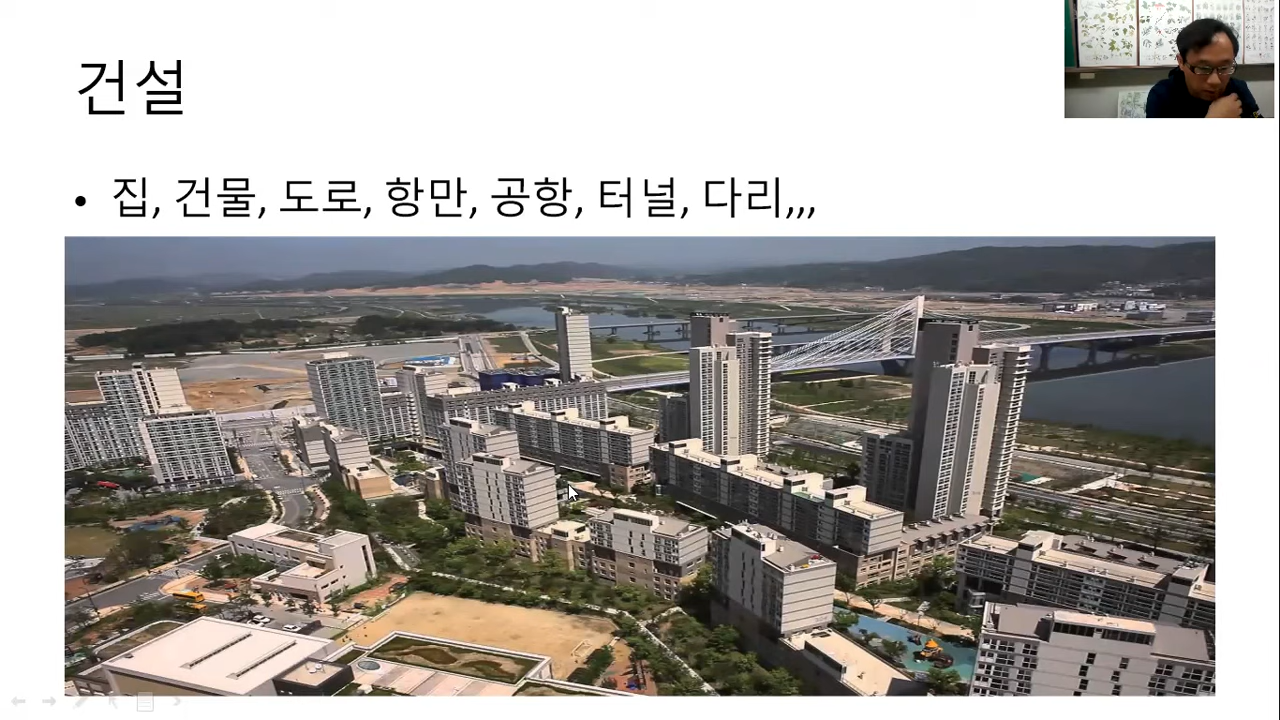 건설
• 집, 건물, 도로, 항만, 공항, 터널, 다리,,,